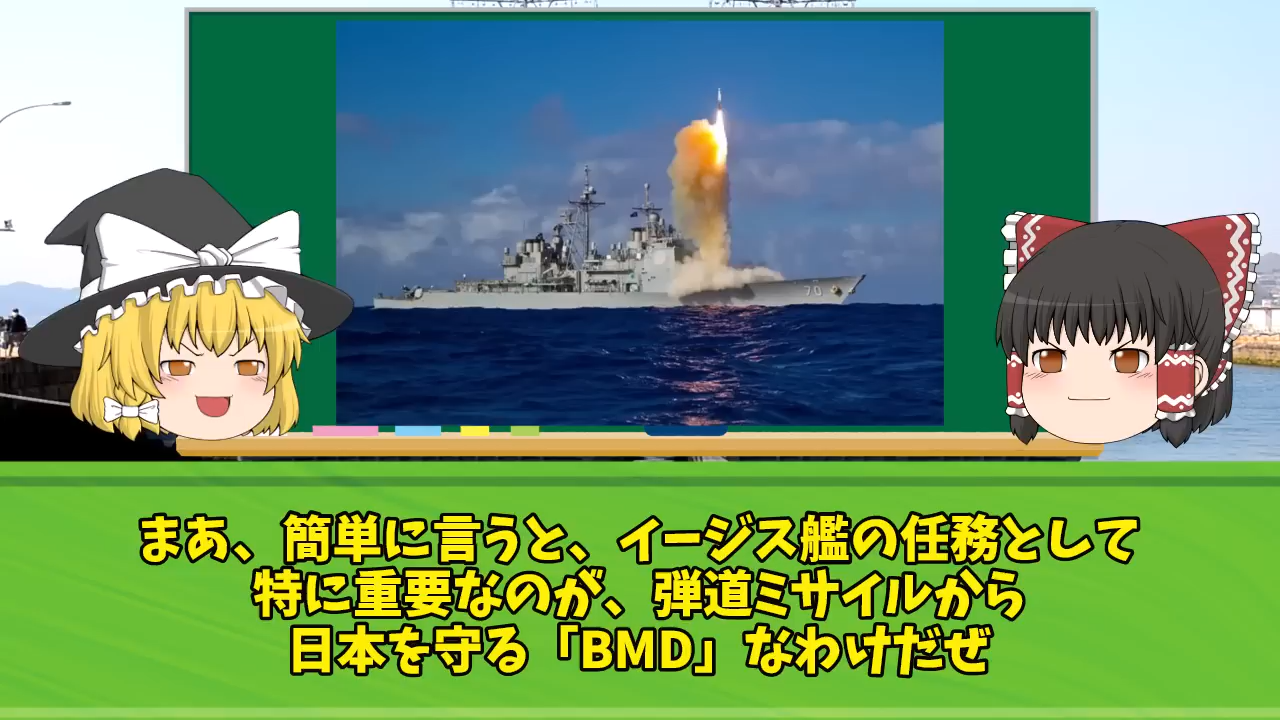 70
まあ、簡単に言うと、イージス艦の任務として
特に重要なのが、弾道ミサイルから
日本を守る「BMD」なわけだぜ